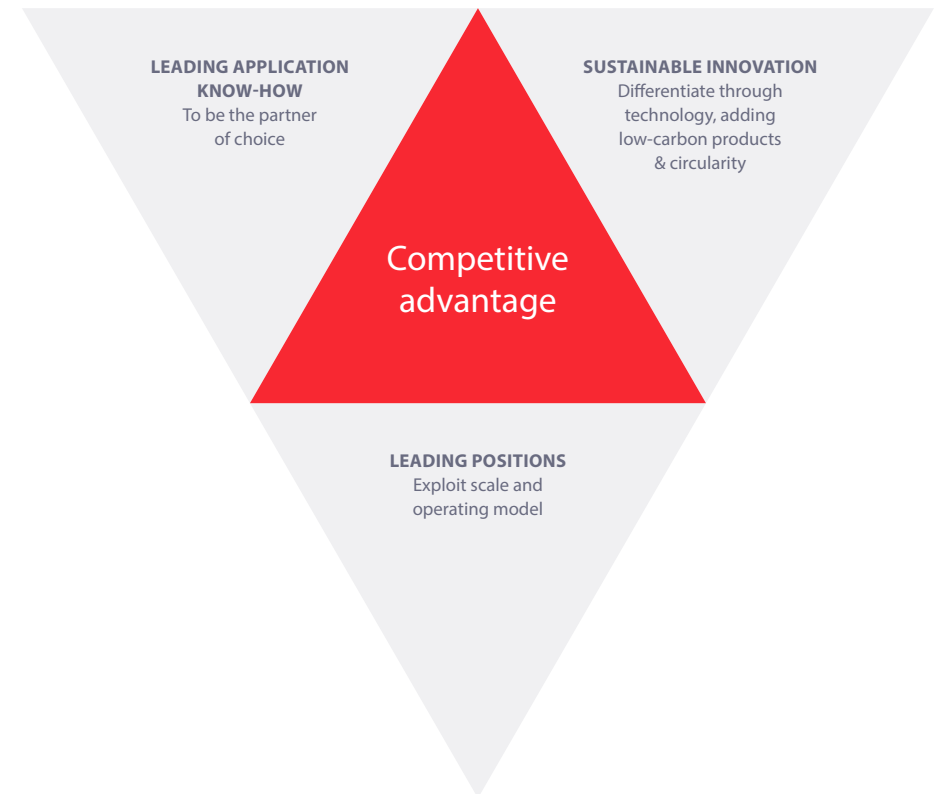 LEADING APPLICATION
KNOW-HOW
To be the partner
of choice
SUSTAINABLE INNOVATION
Differentiate through
technology, adding
low-carbon products
& circularity
Competitive
advantage
LEADING POSITIONS
Exploit scale and
operating model